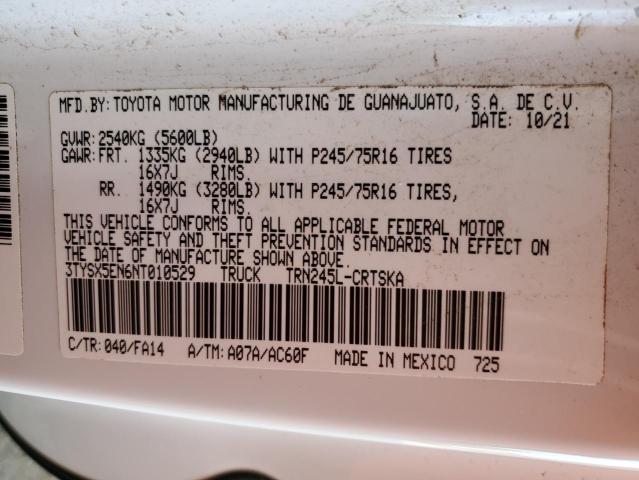 MFD.BY:TOYOTA MOTOR MANUFACTURING DE GUANAJUATO, S.A. DE C.V.
DATE: 10/21
GVWR:2540KG (5600LB)
GAWR:FRT. 1335KG (2940LB) WITH P245/75R16 TIRES
16X7J RIMS.
RR. 1490KG (3280LB) WITH P245/75R16 TIRES,
16X7J RIMS.
THIS VEHICLE CONFORMS TO ALL APPLICABLE FEDERAL MOTOR
VEHICLE SAFETY AND THEFT PREVENTION STANDARDS IN EFFECT ON
THE DATE OF MANUFACTURE SHOWN ABOVE.
3TYSX5EN6NT010529 TRUCK TRN245L-CRTSKA
C/TR:040/FA14 A/TM:A07A/AC60F MADE IN MEXICO 725